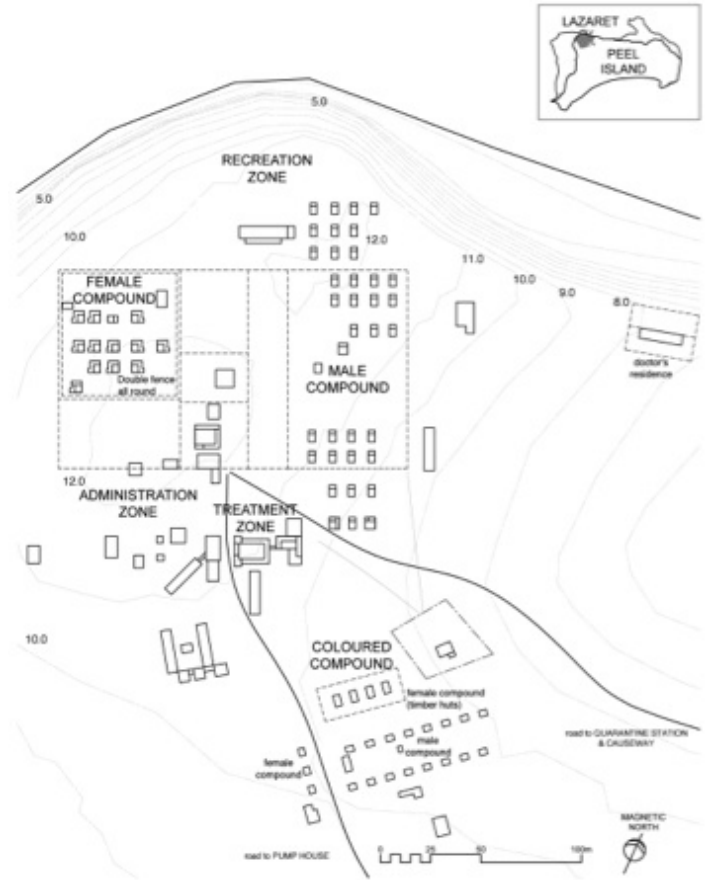 LAZARET
PEEL
ISLAND
5.0
RECREATION
ZONE
5.0
10.0
12.0
11.0
10.0
9.0
8.0
FEMALE
COMPOUND
Double fence
all round
MALE
COMPOUND
doctor's
residence
12.0
ADMINISTRATION
ZONE
TREATMENT
ZONE
10.0
COLOURED
COMPOUND
female compound
(timber huts)
male
compound
female
compound
road to QUARANTINE STATION
& CAUSEWAY
road to PUMP HOUSE
0 25 50 100m
MAGNETIC
NORTH